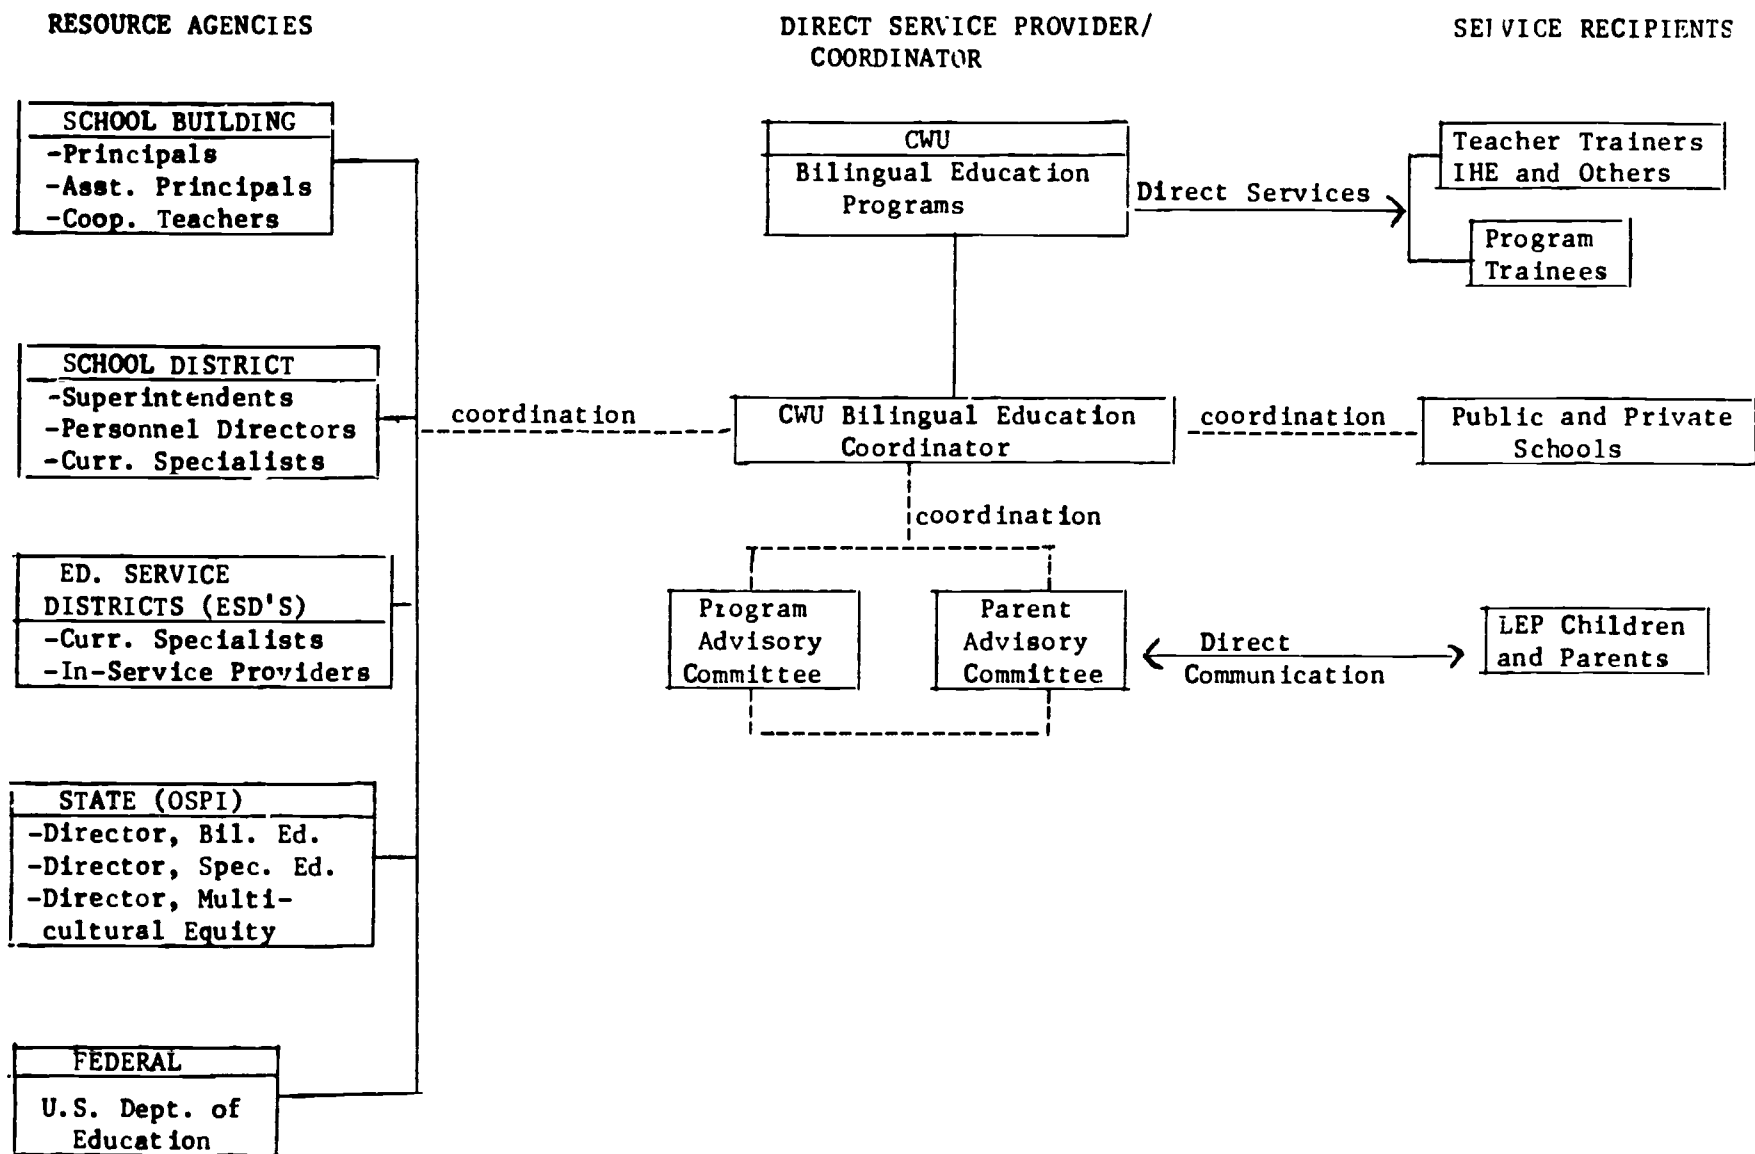 RESOURCE AGENCIES
SCHOOL BUILDING
-Principals
-Asst. Principals
-Coop. Teachers
SCHOOL DISTRICT
-Superintendents
-Personnel Directors
-Curr. Specialists
ED. SERVICE
DISTRICTS (ESD'S)
-Curr. Specialists
-In-Service Providers
STATE (OSPI)
-Director, Bil. Ed.
-Director, Spec. Ed.
-Director, Multi-
cultural Equity
FEDERAL
U.S. Dept. of
Education
coordination
DIRECT SERVICE PROVIDER/
COORDINATOR
CWU
Bilingual Education
Programs
CWU Bilingual Education
Coordinator
coordination
Program
Advisory
Committee
Parent
Advisory
Committee
Direct Services
coordination
Direct
Communication
SERVICE RECIPIENTS
Teacher Trainers
IHE and Others
Program
Trainees
Public and Private
Schools
LEP Children
and Parents